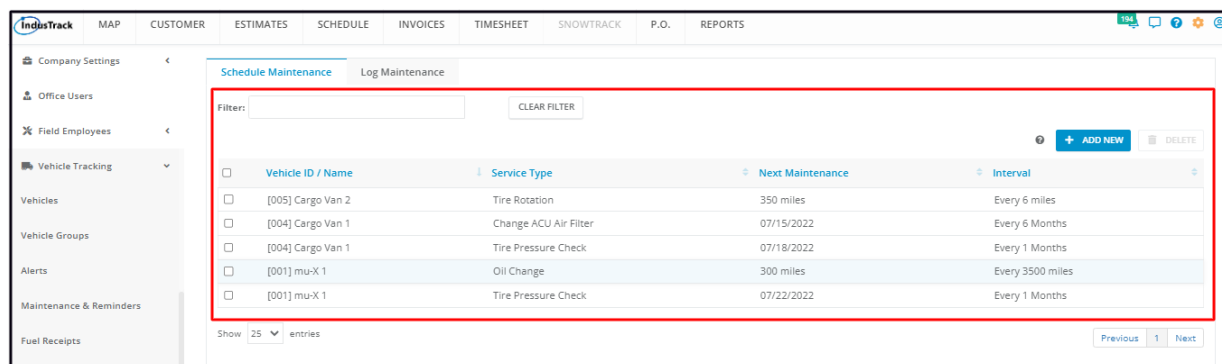 IndusTrack MAP CUSTOMER ESTIMATES SCHEDULE INVOICES TIMESHEET SNOWTRACK P.O. REPORTS 194
Company Settings
Office Users
Field Employees
Vehicle Tracking
Vehicles
Vehicle Groups
Alerts
Maintenance & Reminders
Fuel Receipts
Schedule Maintenance Log Maintenance
Filter: CLEAR FILTER
+ ADD NEW DELETE
Vehicle ID / Name Service Type Next Maintenance Interval
[005] Cargo Van 2 Tire Rotation 350 miles Every 6 miles
[004] Cargo Van 1 Change ACU Air Filter 07/15/2022 Every 6 Months
[004] Cargo Van 1 Tire Pressure Check 07/18/2022 Every 1 Months
[001] mu-X 1 Oil Change 300 miles Every 3500 miles
[001] mu-X 1 Tire Pressure Check 07/22/2022 Every 1 Months
Show 25 entries
Previous 1 Next